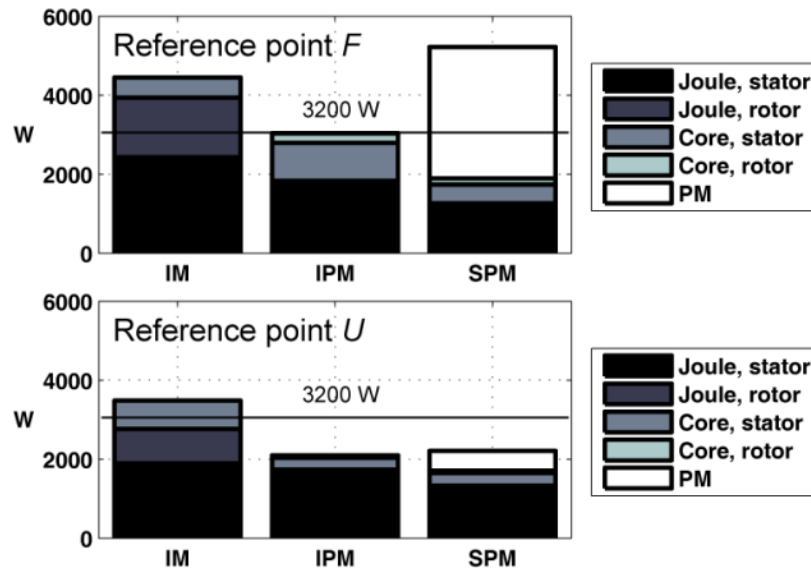 6000
Reference point F
4000
3200 W
W
2000
0
IM IPM SPM
Joule, stator
Joule, rotor
Core, stator
Core, rotor
PM
6000
Reference point U
4000
3200 W
W
2000
0
IM IPM SPM
Joule, stator
Joule, rotor
Core, stator
Core, rotor
PM